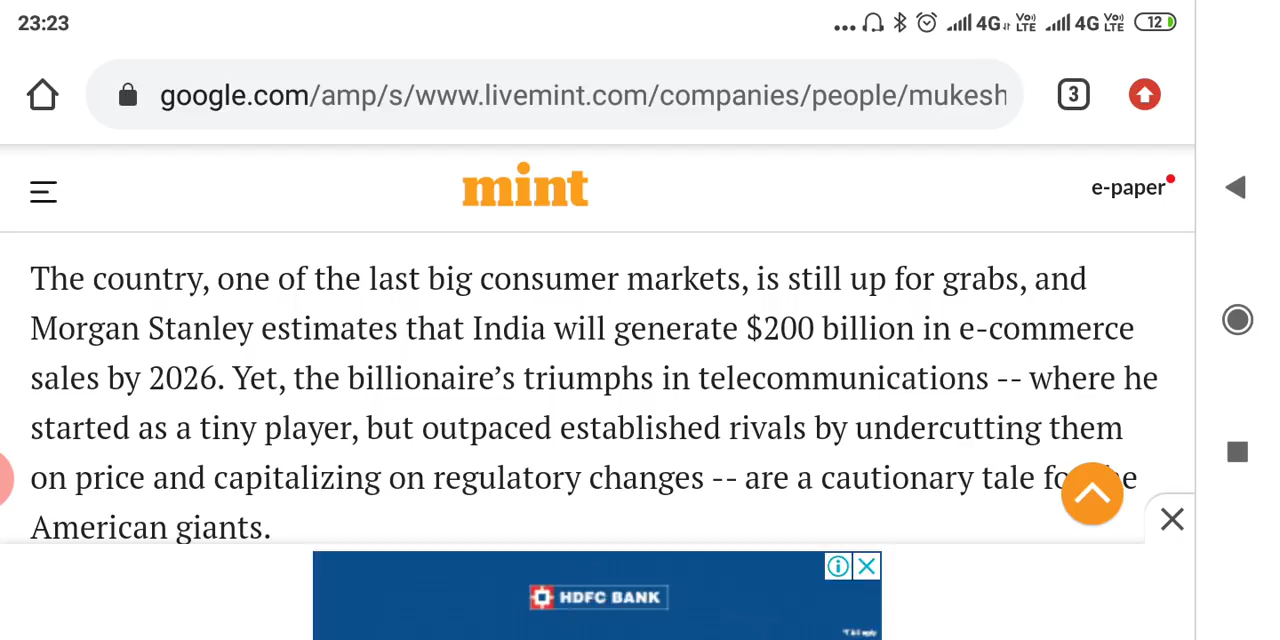 23:23
4G Vo) LTE 4G Vo) LTE 12
google.com/amp/s/www.livemint.com/companies/people/mukesh
3
mint
e-paper
The country, one of the last big consumer markets, is still up for grabs, and
Morgan Stanley estimates that India will generate $200 billion in e-commerce
sales by 2026. Yet, the billionaire’s triumphs in telecommunications -- where he
started as a tiny player, but outpaced established rivals by undercutting them
on price and capitalizing on regulatory changes -- are a cautionary tale
American giants.
HDFC BANK